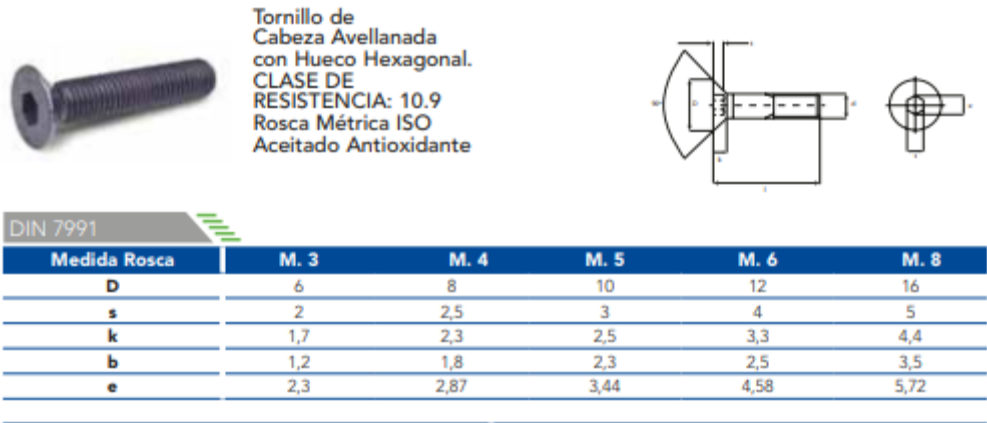 Tornillo de
Cabeza Avellanada
con Hueco Hexagonal.
CLASE DE
RESISTENCIA: 10.9
Rosca Métrica ISO
Aceitado Antioxidante
DIN 7991
Medida Rosca M. 3 M. 4 M. 5 M. 6 M. 8
D 6 8 10 12 16
s 2 2,5 3 4 5
k 1,7 2,3 2,5 3,3 4,4
b 1,2 1,8 2,3 2,5 3,5
e 2,3 2,87 3,44 4,58 5,72